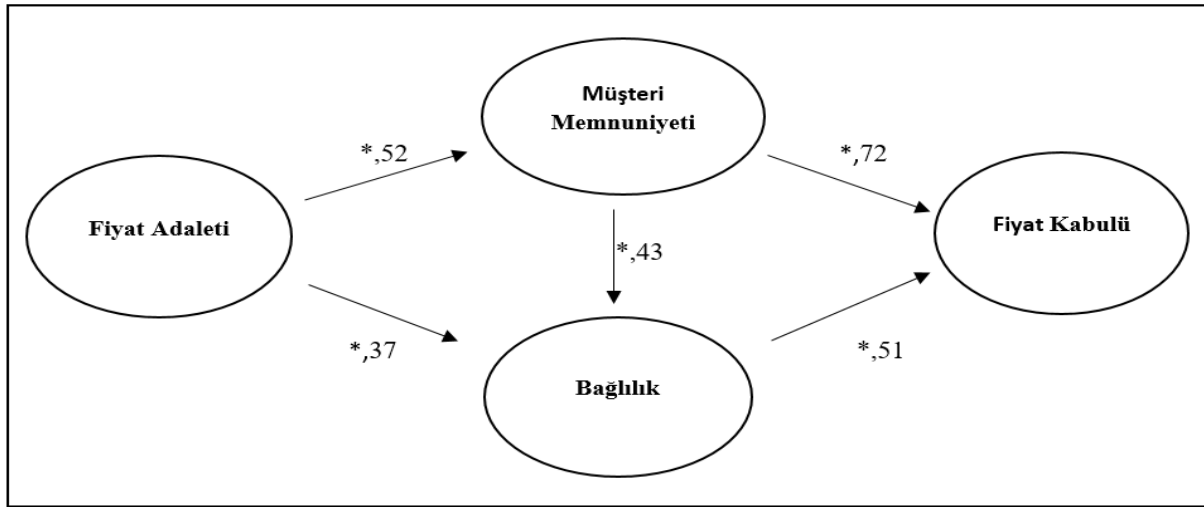 Müşteri
Memnuniyeti
*,52
*,72
Fiyat Adaleti
Fiyat Kabulü
*,43
*,37
*,51
Bağlılık